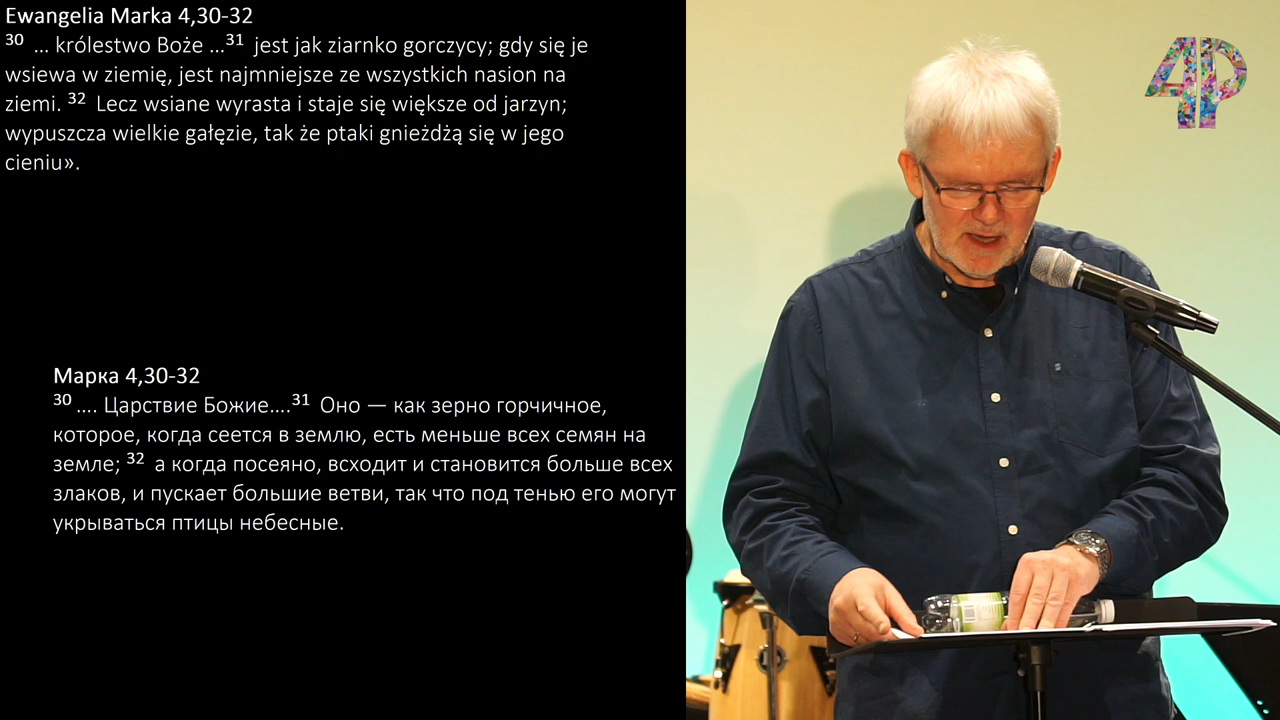 Ewangelia Marka 4,30-32
30 ... królestwo Boże ...31 jest jak ziarnko gorczycy; gdy się je
wsiewa w ziemię, jest najmniejsze ze wszystkich nasion na
ziemi. 32 Lecz wsiane wyrasta i staje się większe od jarzyn;
wypuszcza wielkie gałęzie, tak że ptaki gnieżdżą się w jego
cieniu».
Марка 4,30-32
30 .... Царствие Божие....31 Оно — как зерно горчичное,
которое, когда сеется в землю, есть меньше всех семян на
земле; 32 а когда посеяно, всходит и становится больше всех
злаков, и пускает большие ветви, так что под тенью его могут
укрываться птицы небесные.
4P